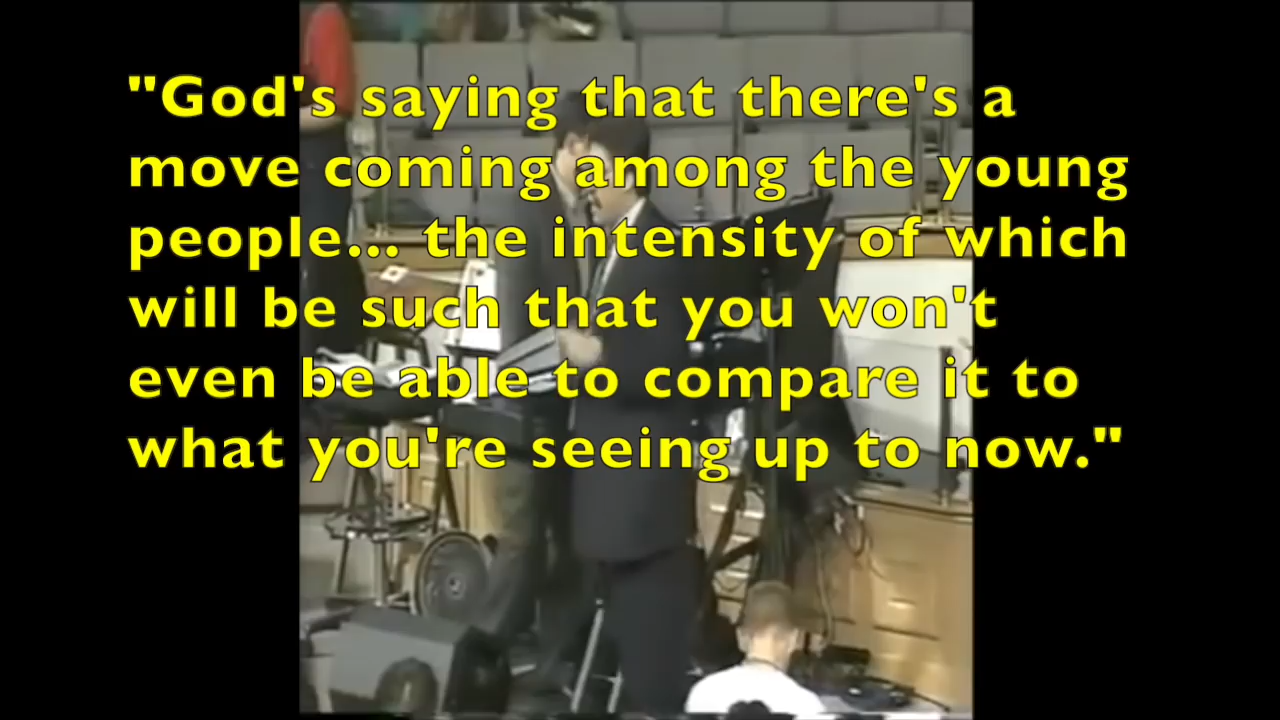 "God's saying that there's a
move coming among the young
people... the intensity of which
will be such that you won't
even be able to compare it to
what you're seeing up to now."